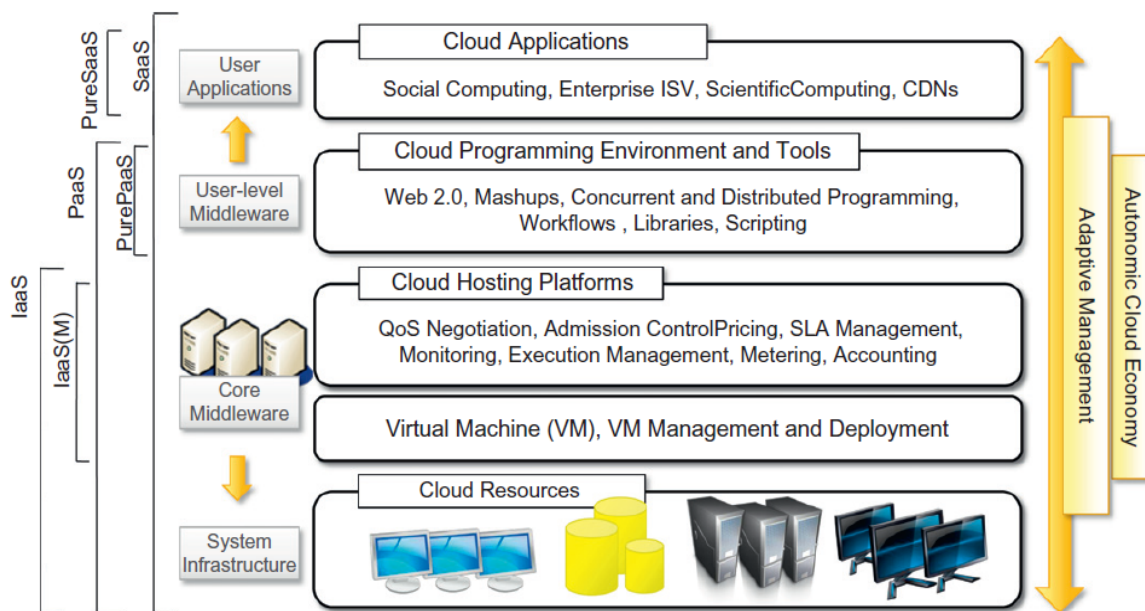 PureSaaS
SaaS
User
Applications
Cloud Applications
Social Computing, Enterprise ISV, ScientificComputing, CDNs
PaaS
PurePaaS
User-level
Middleware
Cloud Programming Environment and Tools
Web 2.0, Mashups, Concurrent and Distributed Programming,
Workflows , Libraries, Scripting
IaaS
IaaS(M)
Core
Middleware
Cloud Hosting Platforms
QoS Negotiation, Admission ControlPricing, SLA Management,
Monitoring, Execution Management, Metering, Accounting
Virtual Machine (VM), VM Management and Deployment
System
Infrastructure
Cloud Resources
Adaptive Management
Autonomic Cloud Economy